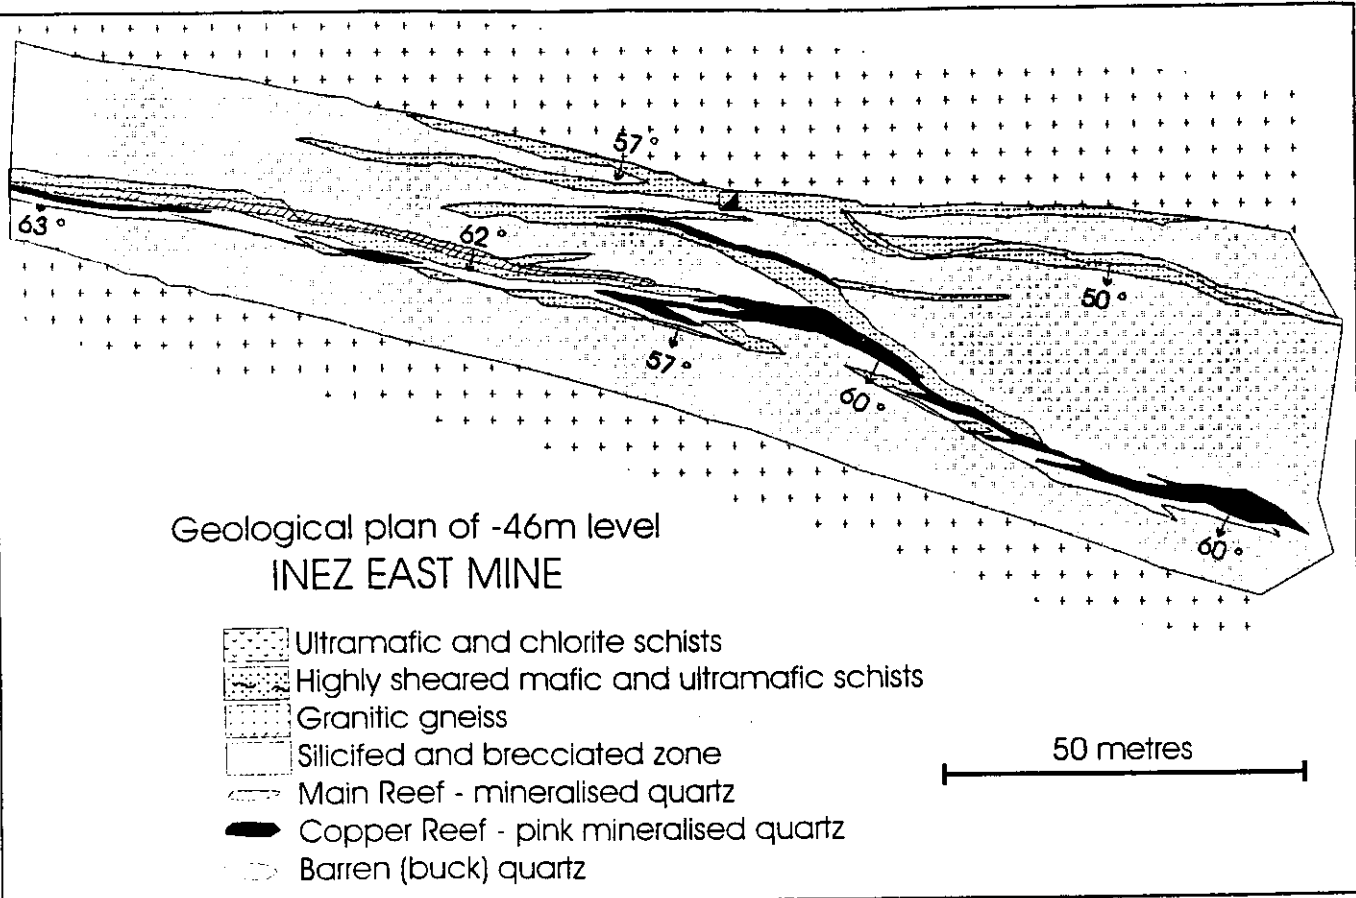 57°
63°
62°
50°
57°
60°
60°
Geological plan of -46m level
INEZ EAST MINE
Ultramafic and chlorite schists
Highly sheared mafic and ultramafic schists
Granitic gneiss
Silicifed and brecciated zone
50 metres
Main Reef - mineralised quartz
Copper Reef - pink mineralised quartz
Barren (buck) quartz